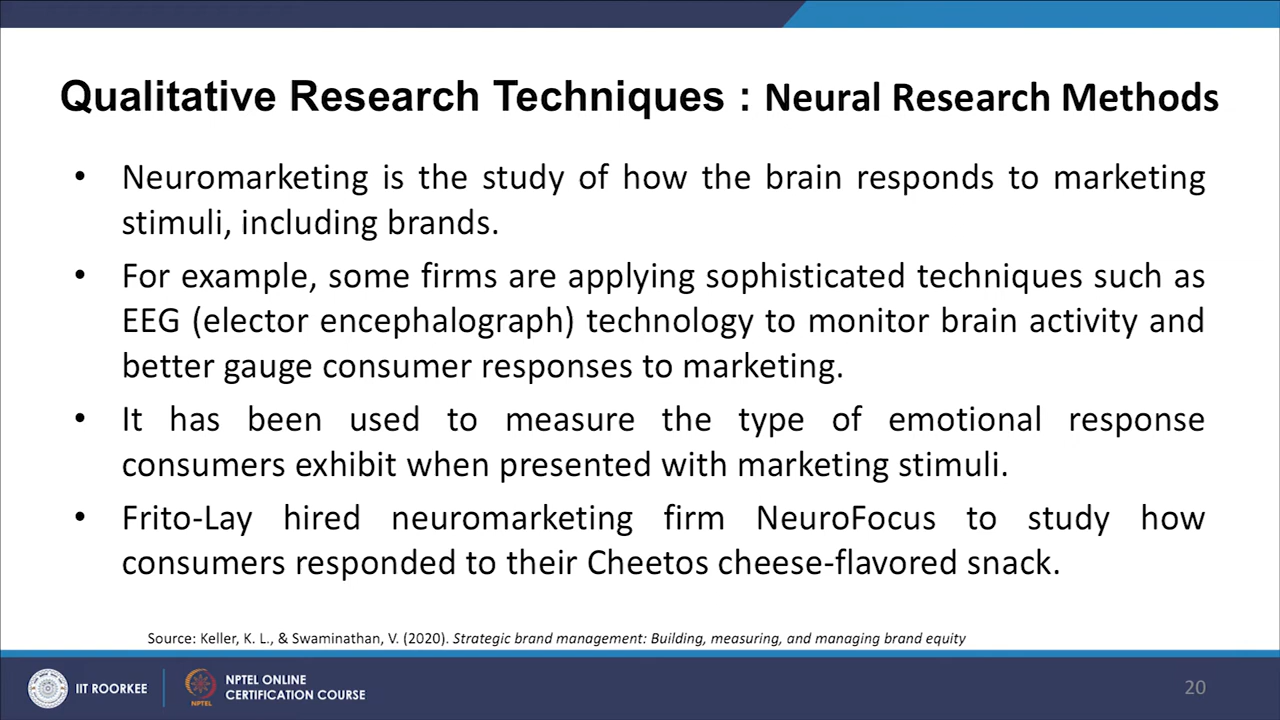 Qualitative Research Techniques : Neural Research Methods
• Neuromarketing is the study of how the brain responds to marketing
stimuli, including brands.
• For example, some firms are applying sophisticated techniques such as
EEG (elector encephalograph) technology to monitor brain activity and
better gauge consumer responses to marketing.
• It has been used to measure the type of emotional response
consumers exhibit when presented with marketing stimuli.
• Frito-Lay hired neuromarketing firm NeuroFocus to study how
consumers responded to their Cheetos cheese-flavored snack.
Source: Keller, K. L., & Swaminathan, V. (2020). Strategic brand management: Building, measuring, and managing brand equity
IIT ROORKEE
NPTEL
NPTEL ONLINE
CERTIFICATION COURSE
20